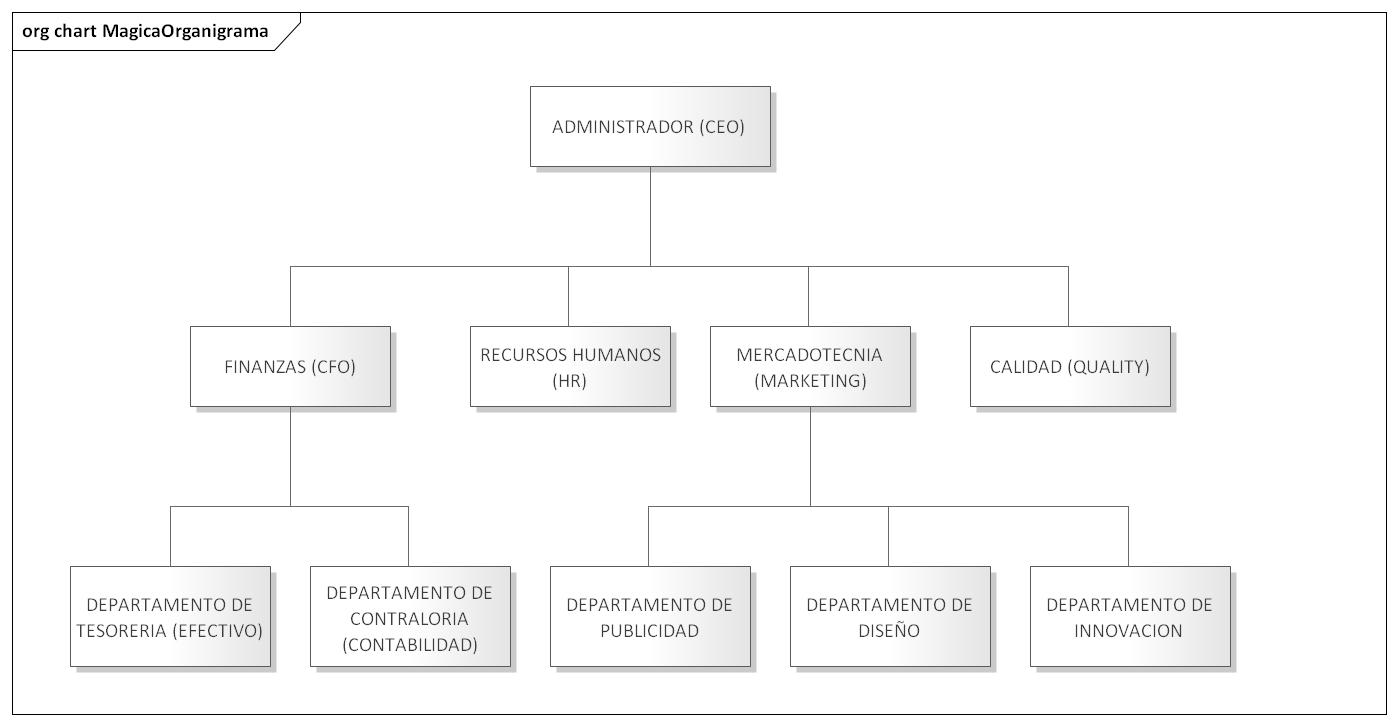 org chart MagicaOrganigrama
ADMINISTRADOR (CEO)
FINANZAS (CFO)
RECURSOS HUMANOS
(HR)
MERCADOTECNIA
(MARKETING)
CALIDAD (QUALITY)
DEPARTAMENTO DE
TESORERIA (EFECTIVO)
DEPARTAMENTO DE
CONTRALORIA
(CONTABILIDAD)
DEPARTAMENTO DE
PUBLICIDAD
DEPARTAMENTO DE
DISEÑO
DEPARTAMENTO DE
INNOVACION